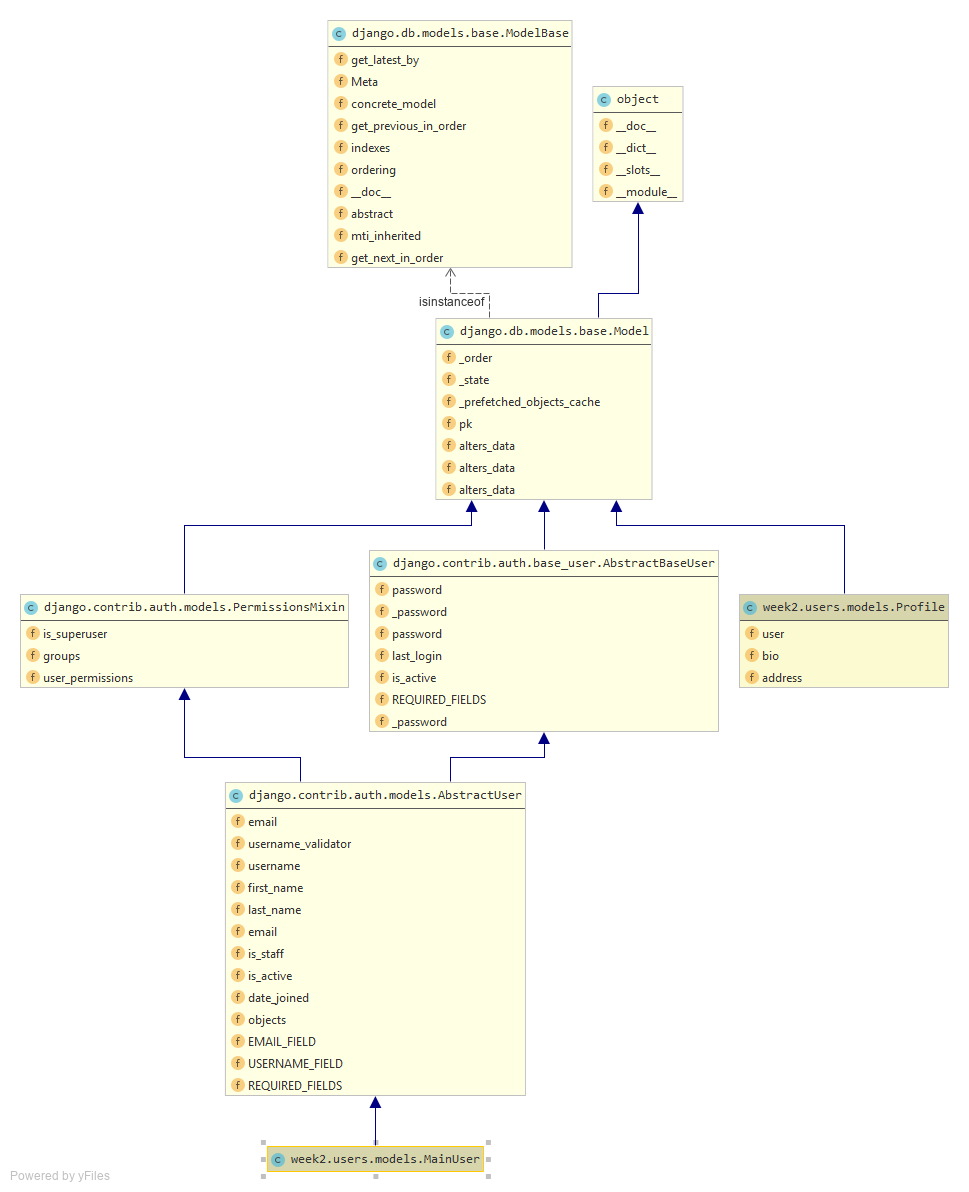 c django.db.models.base.ModelBase
f get_latest_by
f Meta
f concrete_model
f get_previous_in_order
f indexes
f ordering
f __doc__
f abstract
f mti_inherited
f get_next_in_order
c object
f __doc__
f __dict__
f __slots__
f __module__
isinstanceof
c django.db.models.base.Model
f _order
f _state
f _prefetched_objects_cache
f pk
f alters_data
f alters_data
f alters_data
c django.contrib.auth.models.PermissionsMixin
f is_superuser
f groups
f user_permissions
c django.contrib.auth.base_user.AbstractBaseUser
f password
f _password
f password
f last_login
f is_active
f REQUIRED_FIELDS
f _password
c week2.users.models.Profile
f user
f bio
f address
c django.contrib.auth.models.AbstractUser
f email
f username_validator
f username
f first_name
f last_name
f email
f is_staff
f is_active
f date_joined
f objects
f EMAIL_FIELD
f USERNAME_FIELD
f REQUIRED_FIELDS
c week2.users.models.MainUser
Powered by yFiles